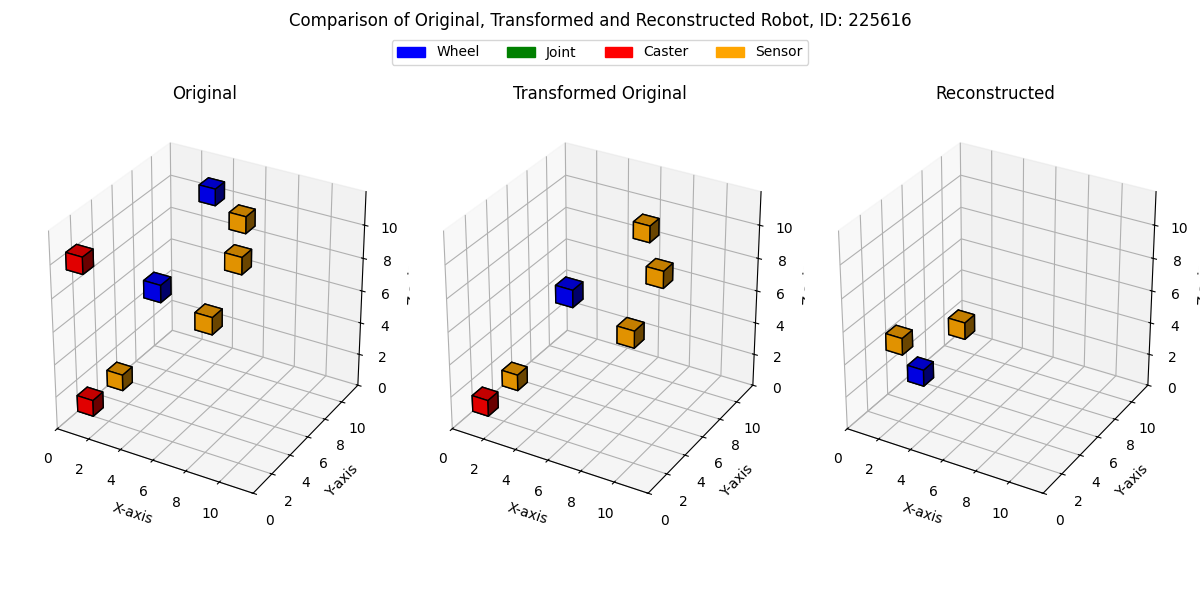 Comparison of Original, Transformed and Reconstructed Robot, ID: 225616
Wheel Joint Caster Sensor
Original Transformed Original Reconstructed
10 10 10
8 8 8
6 6 6
4 4 4
2 2 2
0 0 0
0 2 4 6 8 10 0 2 4 6 8 10 0 2 4 6 8 10
0 2 4 6 8 10 0 2 4 6 8 10 0 2 4 6 8 10
X-axis Y-axis X-axis Y-axis X-axis Y-axis